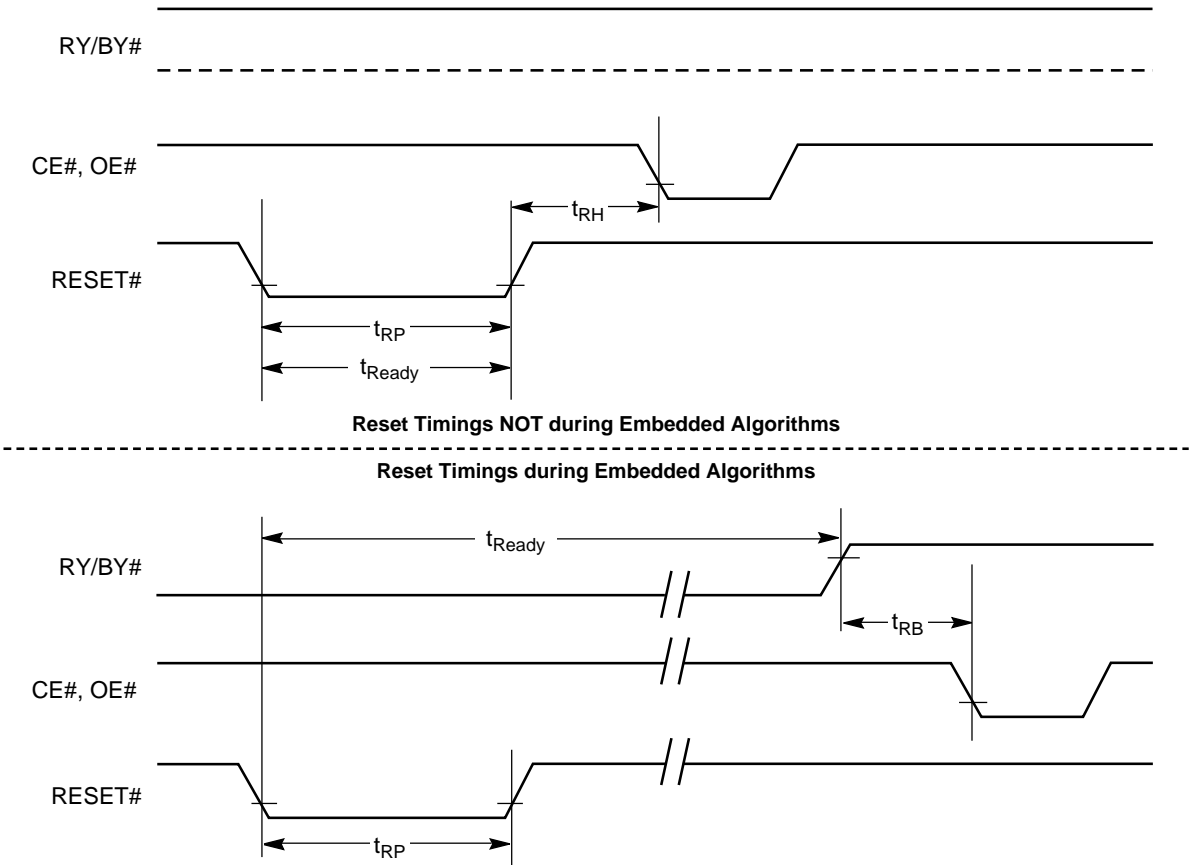 RY/BY#
CE#, OE#
tRH
RESET#
tRP
tReady
Reset Timings NOT during Embedded Algorithms
Reset Timings during Embedded Algorithms
tReady
RY/BY#
tRB
CE#, OE#
RESET#
tRP